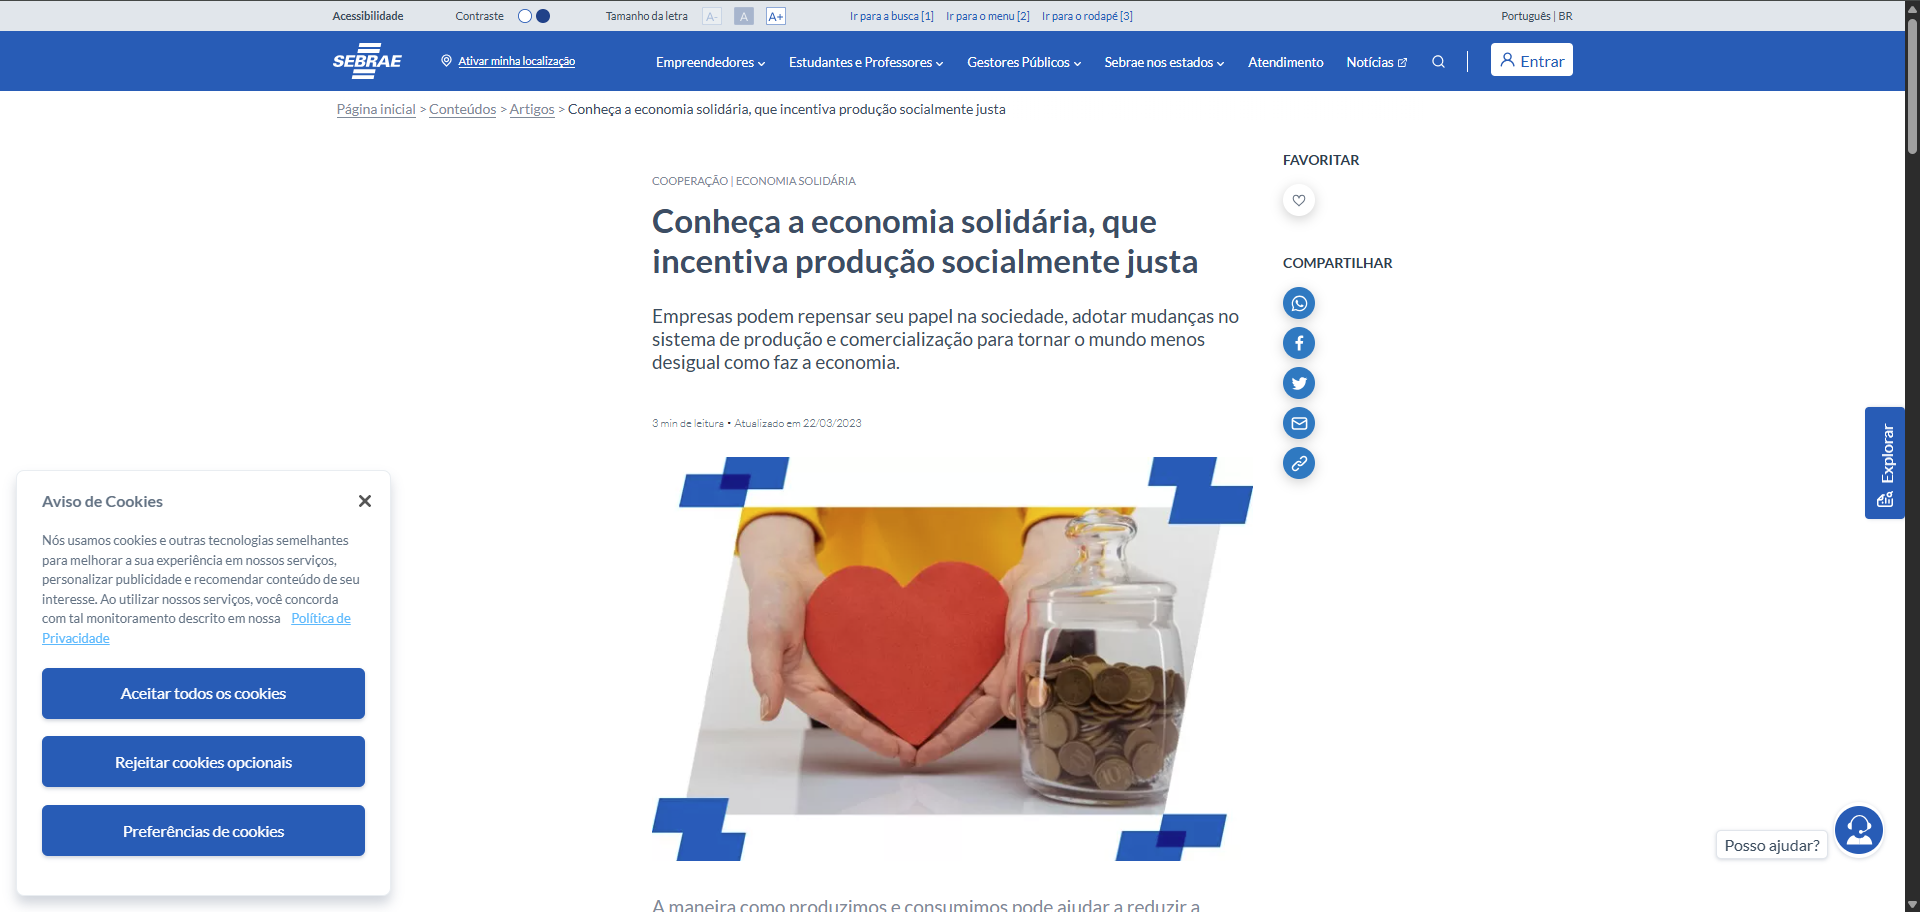 Acessibilidade Contraste Tamanho da letra A- A A+ Ir para a busca [1] Ir para o menu [2] Ir para o rodapé [3] Português | BR
SEBRAE Ativar minha localização Empreendedores Estudantes e Professores Gestores Públicos Sebrae nos estados Atendimento Notícias Entrar
Página inicial > Conteúdos > Artigos > Conheça a economia solidária, que incentiva produção socialmente justa
COOPERAÇÃO | ECONOMIA SOLIDÁRIA
Conheça a economia solidária, que
incentiva produção socialmente justa
Empresas podem repensar seu papel na sociedade, adotar mudanças no
sistema de produção e comercialização para tornar o mundo menos
desigual como faz a economia.
3 min de leitura • Atualizado em 22/03/2023
A maneira como produzimos e consumimos pode ajudar a reduzir a
FAVORITAR
COMPARTILHAR
Explorar
Posso ajudar?
Aviso de Cookies
Nós usamos cookies e outras tecnologias semelhantes
para melhorar a sua experiência em nossos serviços,
personalizar publicidade e recomendar conteúdo de seu
interesse. Ao utilizar nossos serviços, você concorda
com tal monitoramento descrito em nossa Política de
Privacidade
Aceitar todos os cookies
Rejeitar cookies opcionais
Preferências de cookies